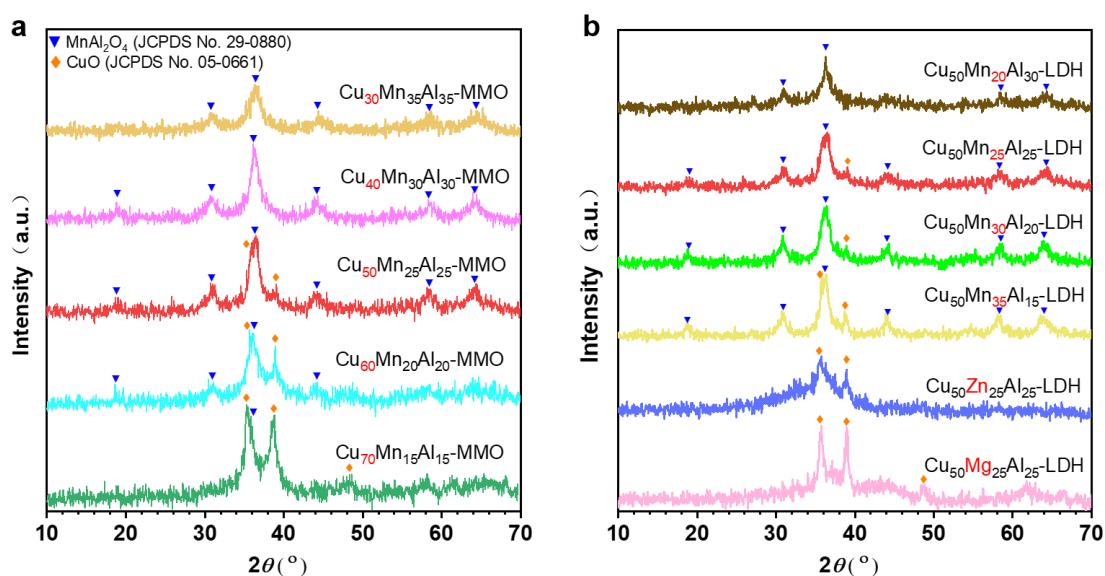 a
▼ MnAl₂O₄ (JCPDS No. 29-0880)
◆ CuO (JCPDS No. 05-0661)
Cu₃₀Mn₃₅Al₃₅-MMO
Cu₄₀Mn₃₀Al₃₀-MMO
Cu₅₀Mn₂₅Al₂₅-MMO
Cu₆₀Mn₂₀Al₂₀-MMO
Cu₇₀Mn₁₅Al₁₅-MMO
Intensity (a.u.)
10 20 30 40 50 60 70
2θ(°)
b
Cu₅₀Mn₂₀Al₃₀-LDH
Cu₅₀Mn₂₅Al₂₅-LDH
Cu₅₀Mn₃₀Al₂₀-LDH
Cu₅₀Mn₃₅Al₁₅-LDH
Cu₅₀Zn₂₅Al₂₅-LDH
Cu₅₀Mg₂₅Al₂₅-LDH
Intensity (a.u.)
10 20 30 40 50 60 70
2θ(°)